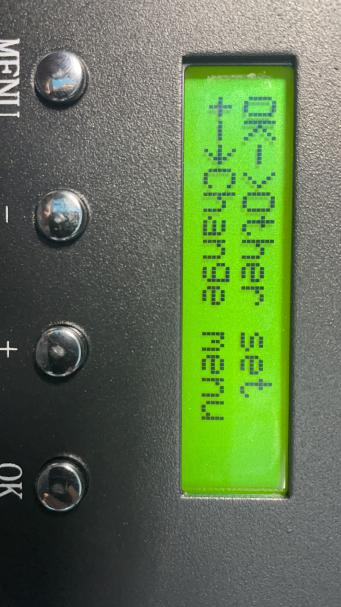 OK->Other set
+-->Change menu
MENU
-
+
OK